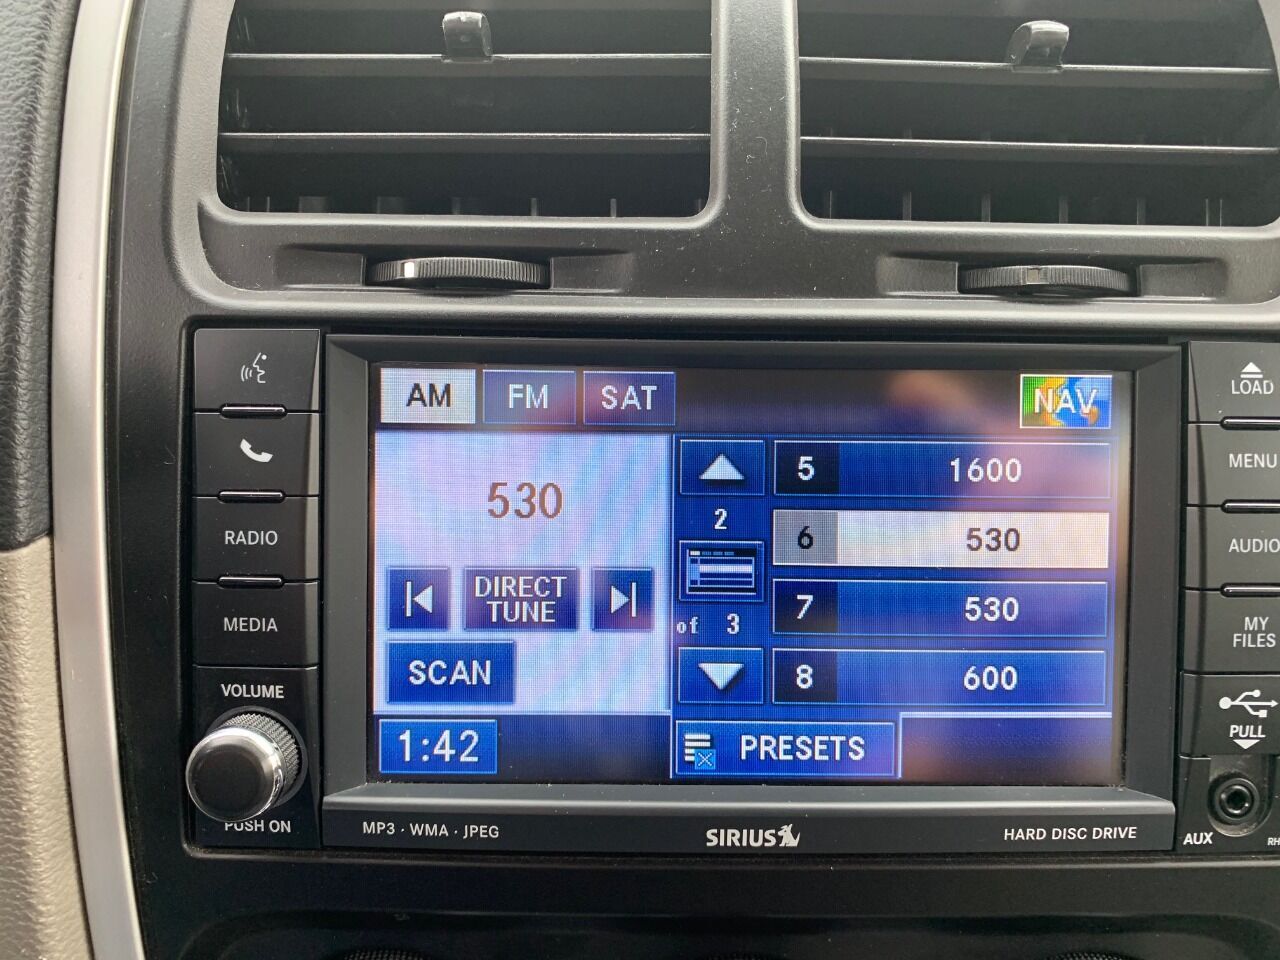 AM FM SAT NAV
530
DIRECT
TUNE
SCAN
1:42
2
of 3
5 1600
6 530
7 530
8 600
PRESETS
RADIO
MEDIA
VOLUME
PUSH ON
LOAD
MENU
AUDIO
MY
FILES
PULL
AUX
RH
MP3 · WMA · JPEG
SIRIUS
HARD DISC DRIVE